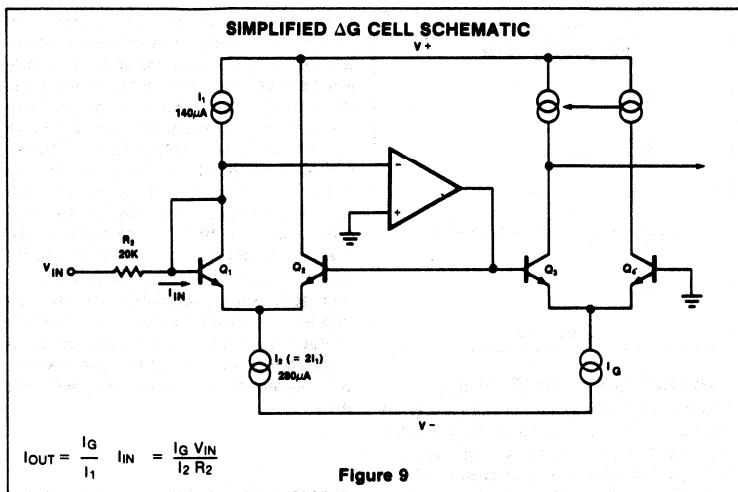 SIMPLIFIED ΔG CELL SCHEMATIC
V+
I1
140μA
−
+
R2
20K
VIN
IIN
Q1
Q2
Q3
Q4
I2 (= 2I1)
280μA
IG
V−
IOUT = IG/I1 IIN = IG VIN/I2 R2
Figure 9